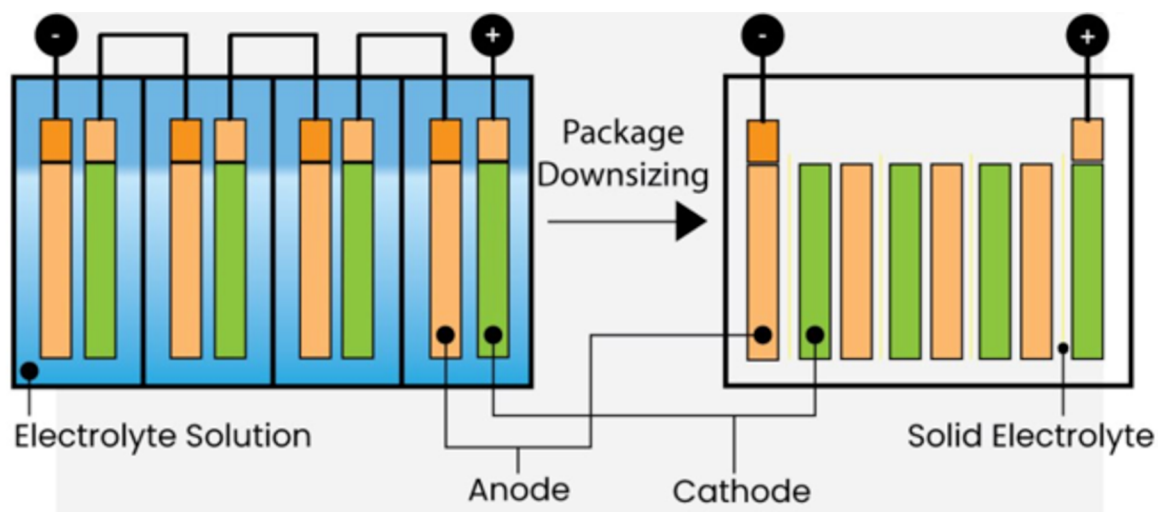 - + - +
Package
Downsizing
Electrolyte Solution
Solid Electrolyte
Anode
Cathode